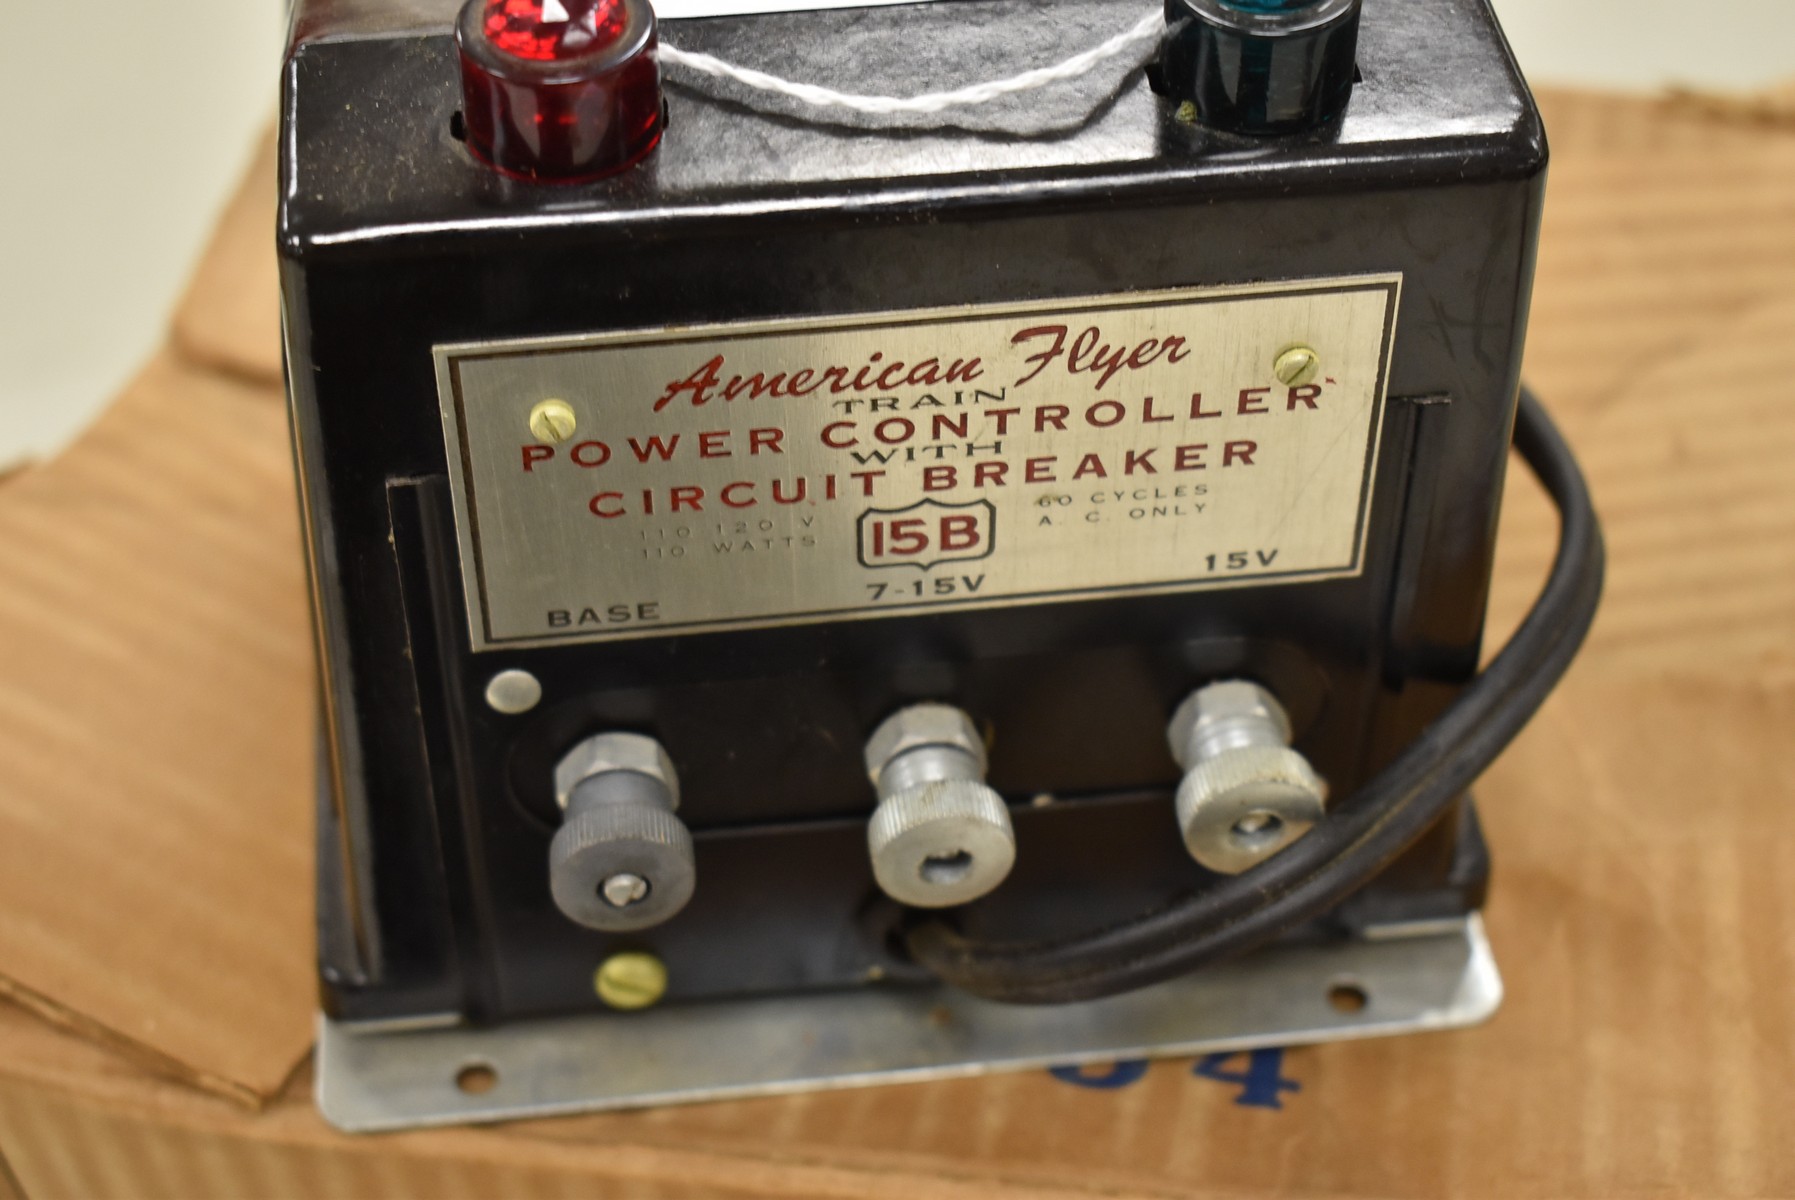 American Flyer
TRAIN
POWER CONTROLLER
WITH
CIRCUIT BREAKER
110 120 V
110 WATTS
15B
60 CYCLES
A. C. ONLY
BASE
7-15V
15V